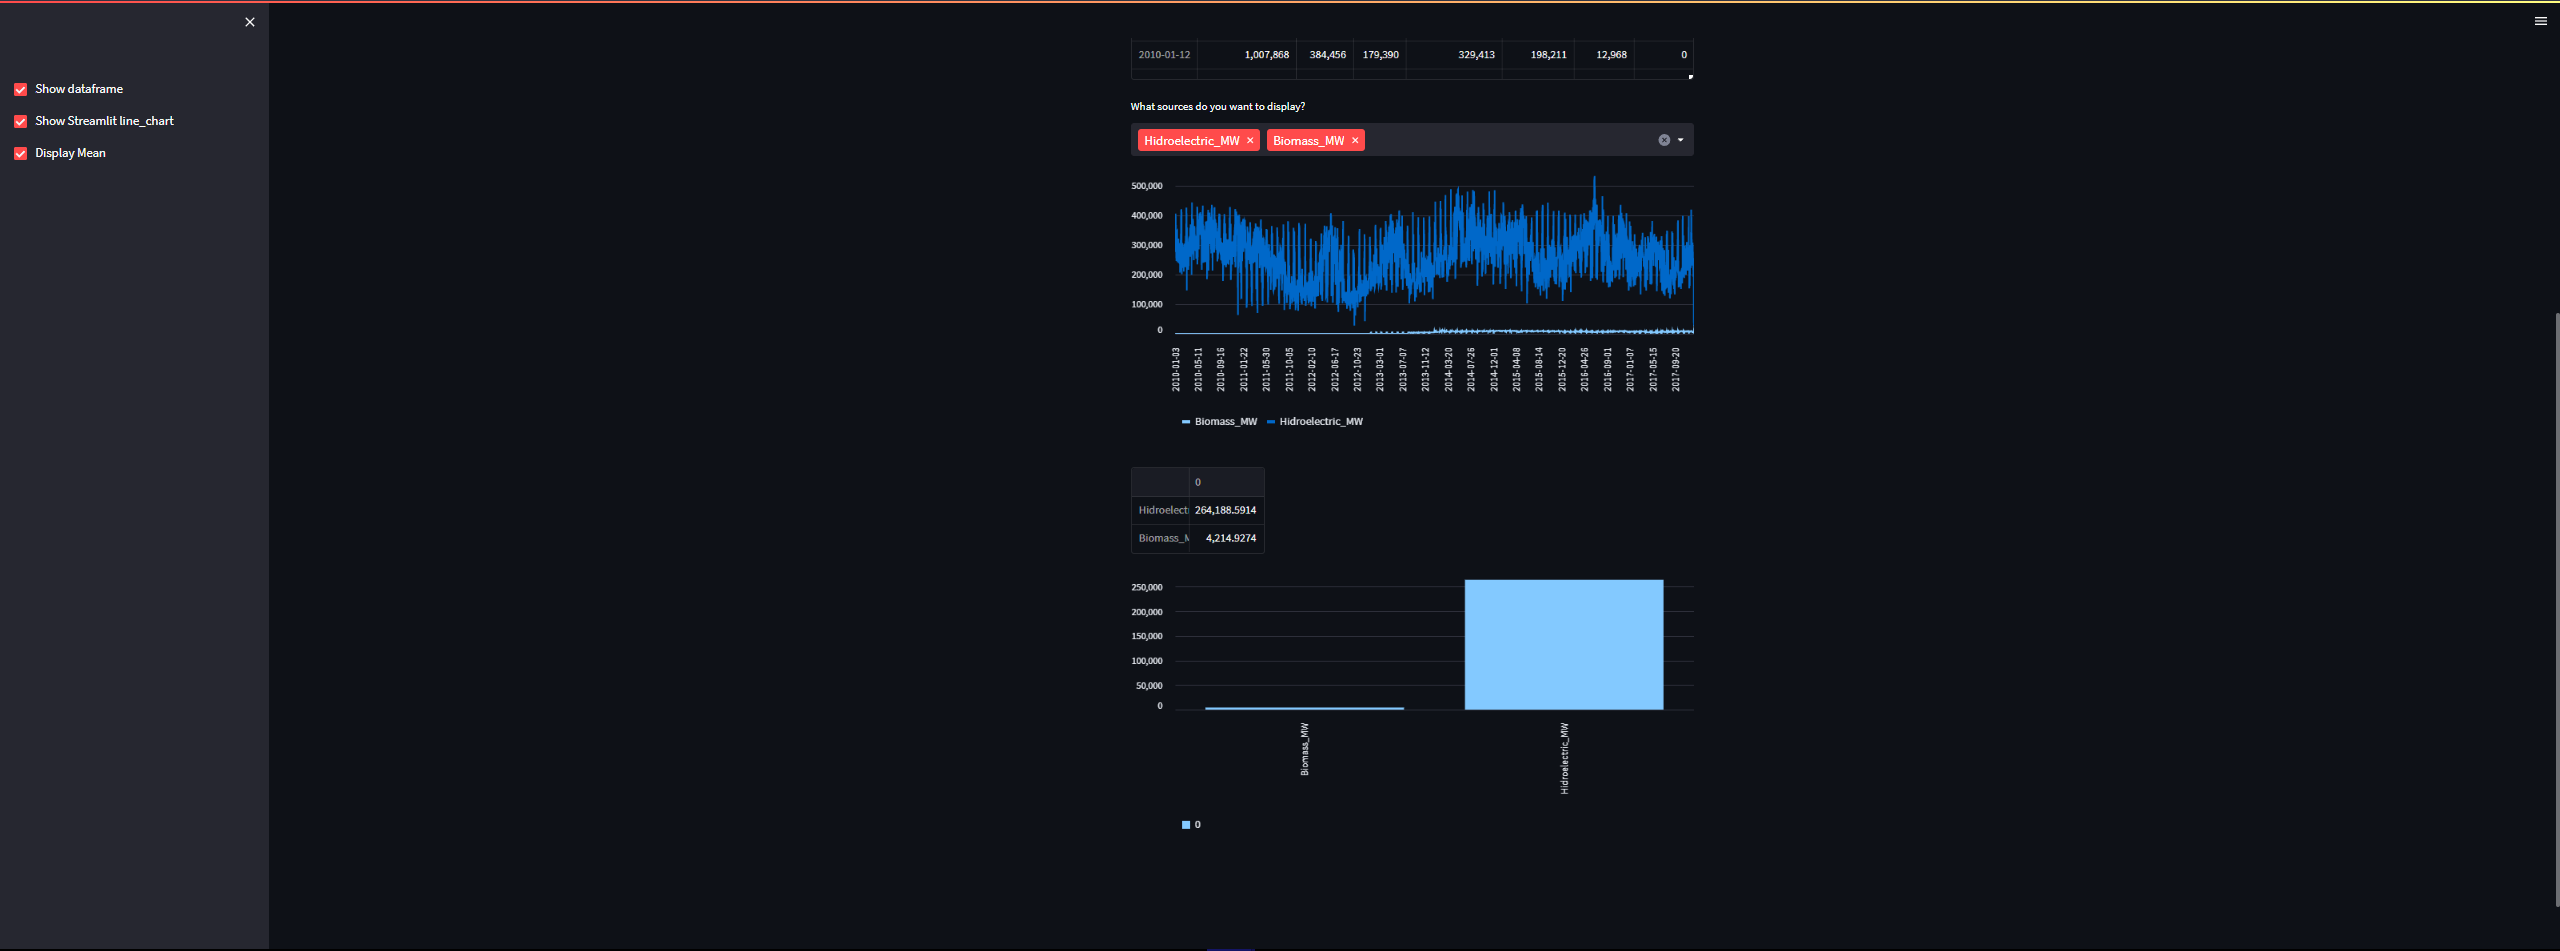 Show dataframe
Show Streamlit line_chart
Display Mean
2010-01-12 1,007,868 384,456 179,390 329,413 198,211 12,968 0
What sources do you want to display?
Hidroelectric_MW × Biomass_MW ×
500,000
400,000
300,000
200,000
100,000
0
2010-01-03 2010-05-11 2010-09-16 2011-01-22 2011-05-30 2011-10-05 2012-02-10 2012-06-17 2012-10-23 2013-03-01 2013-07-07 2013-11-12 2014-03-20 2014-07-26 2014-12-01 2015-04-08 2015-08-14 2015-12-20 2016-04-26 2016-09-01 2017-01-07 2017-05-15 2017-09-20
Biomass_MW Hidroelectric_MW
0
Hidroelect 264,188.5914
Biomass_M 4,214.9274
250,000
200,000
150,000
100,000
50,000
0
Biomass_MW Hidroelectric_MW
0